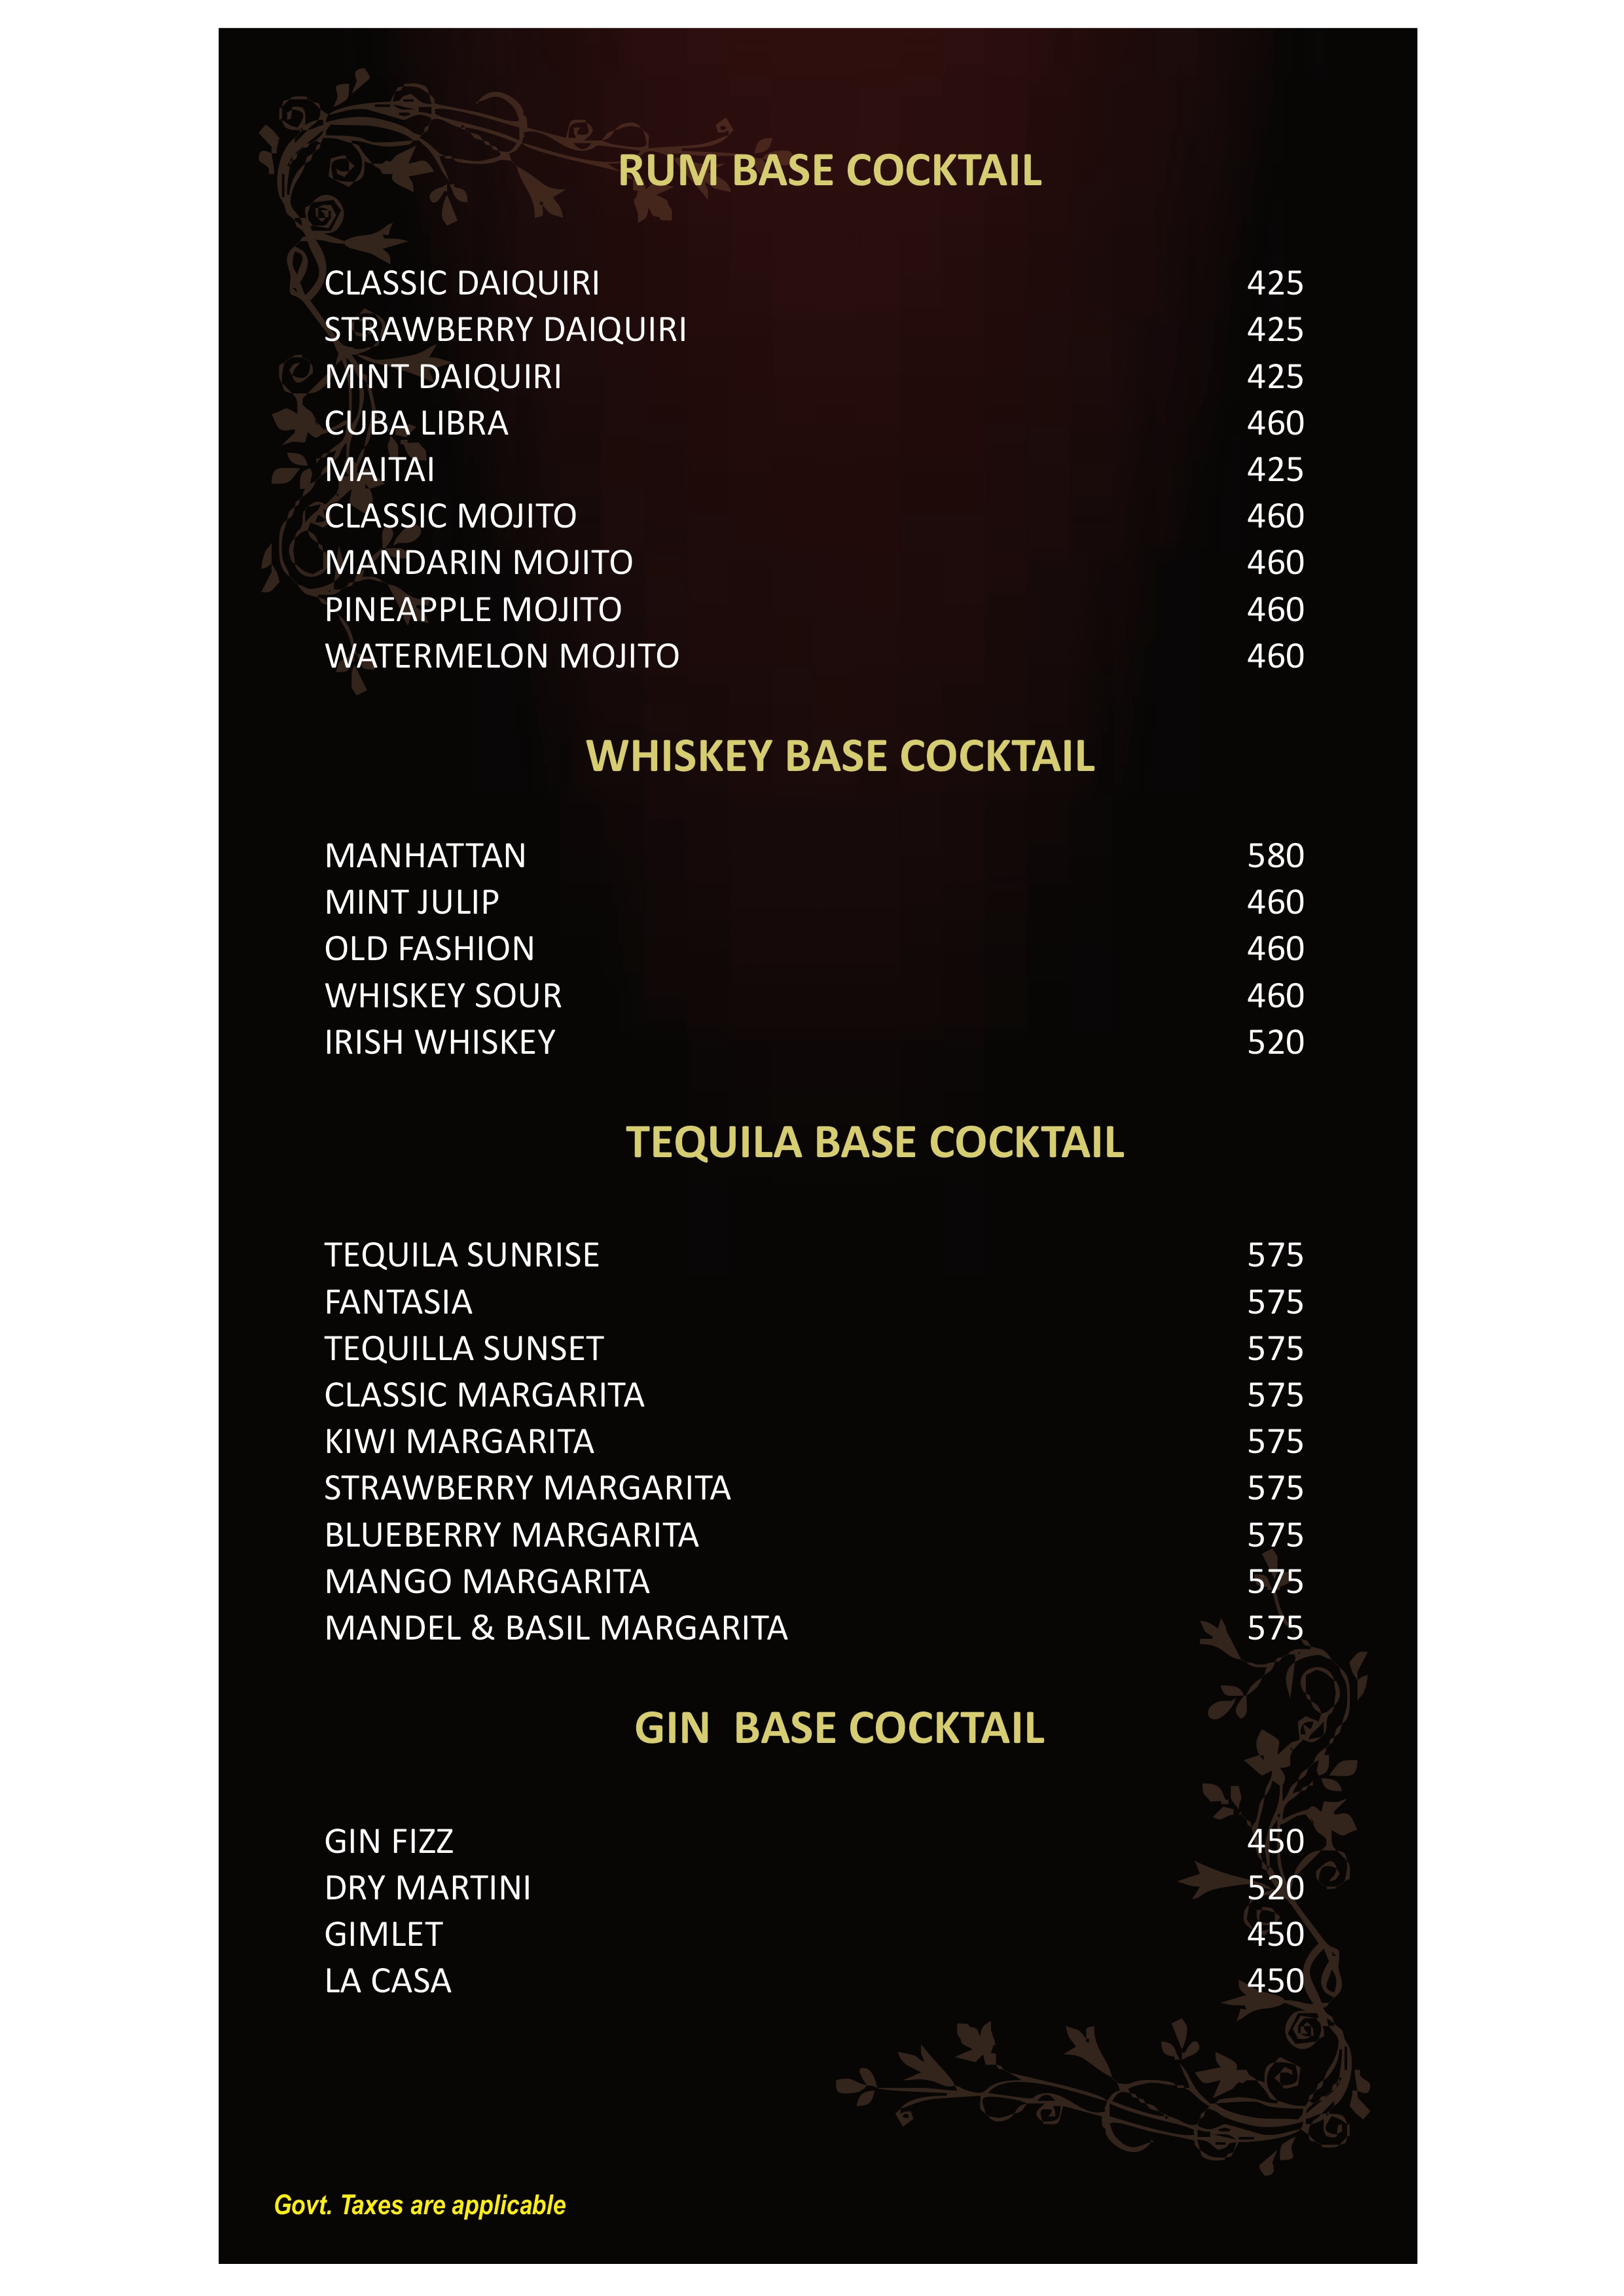 RUM BASE COCKTAIL
CLASSIC DAIQUIRI 425
STRAWBERRY DAIQUIRI 425
MINT DAIQUIRI 425
CUBA LIBRA 460
MAITAI 425
CLASSIC MOJITO 460
MANDARIN MOJITO 460
PINEAPPLE MOJITO 460
WATERMELON MOJITO 460
WHISKEY BASE COCKTAIL
MANHATTAN 580
MINT JULIP 460
OLD FASHION 460
WHISKEY SOUR 460
IRISH WHISKEY 520
TEQUILA BASE COCKTAIL
TEQUILA SUNRISE 575
FANTASIA 575
TEQUILLA SUNSET 575
CLASSIC MARGARITA 575
KIWI MARGARITA 575
STRAWBERRY MARGARITA 575
BLUEBERRY MARGARITA 575
MANGO MARGARITA 575
MANDEL & BASIL MARGARITA 575
GIN BASE COCKTAIL
GIN FIZZ 450
DRY MARTINI 520
GIMLET 450
LA CASA 450
Govt. Taxes are applicable